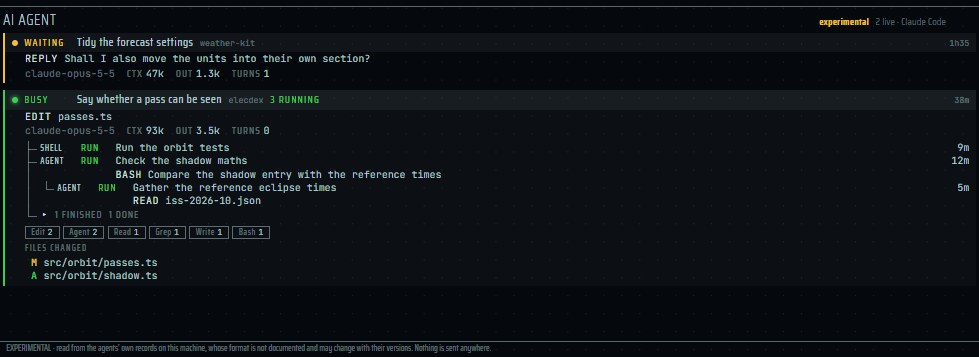 AI AGENT
experimental 2 live · Claude Code
WAITING Tidy the forecast settings weather-kit 1h35
REPLY Shall I also move the units into their own section?
claude-opus-5-5 CTX 47k OUT 1.3k TURNS 1
BUSY Say whether a pass can be seen elecdex 3 RUNNING 38m
EDIT passes.ts
claude-opus-5-5 CTX 93k OUT 3.5k TURNS 0
SHELL RUN Run the orbit tests 9m
AGENT RUN Check the shadow maths 12m
BASH Compare the shadow entry with the reference times
AGENT RUN Gather the reference eclipse times 5m
READ iss-2026-10.json
▸ 1 FINISHED 1 DONE
Edit 2 Agent 2 Read 1 Grep 1 Write 1 Bash 1
FILES CHANGED
M src/orbit/passes.ts
A src/orbit/shadow.ts
EXPERIMENTAL · read from the agents' own records on this machine, whose format is not documented and may change with their versions. Nothing is sent anywhere.